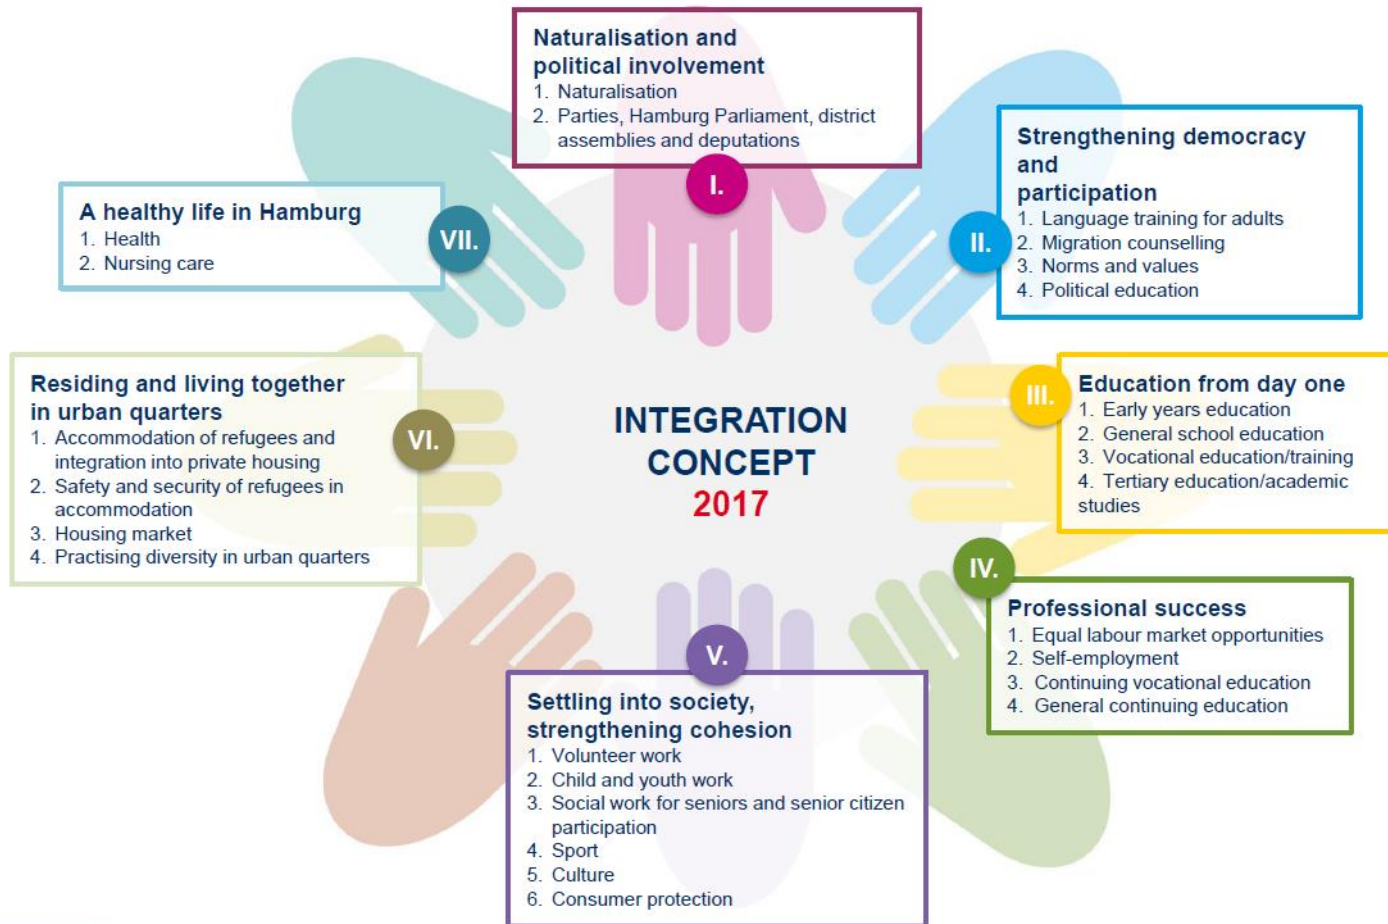 Naturalisation and
political involvement
1. Naturalisation
2. Parties, Hamburg Parliament, district
assemblies and deputations
I.
Strengthening democracy
and
participation
1. Language training for adults
2. Migration counselling
3. Norms and values
4. Political education
II.
Education from day one
1. Early years education
2. General school education
3. Vocational education/training
4. Tertiary education/academic
studies
III.
IV.
Professional success
1. Equal labour market opportunities
2. Self-employment
3. Continuing vocational education
4. General continuing education
V.
Settling into society,
strengthening cohesion
1. Volunteer work
2. Child and youth work
3. Social work for seniors and senior citizen
participation
4. Sport
5. Culture
6. Consumer protection
VI.
Residing and living together
in urban quarters
1. Accommodation of refugees and
integration into private housing
2. Safety and security of refugees in
accommodation
3. Housing market
4. Practising diversity in urban quarters
VII.
A healthy life in Hamburg
1. Health
2. Nursing care
INTEGRATION
CONCEPT
2017